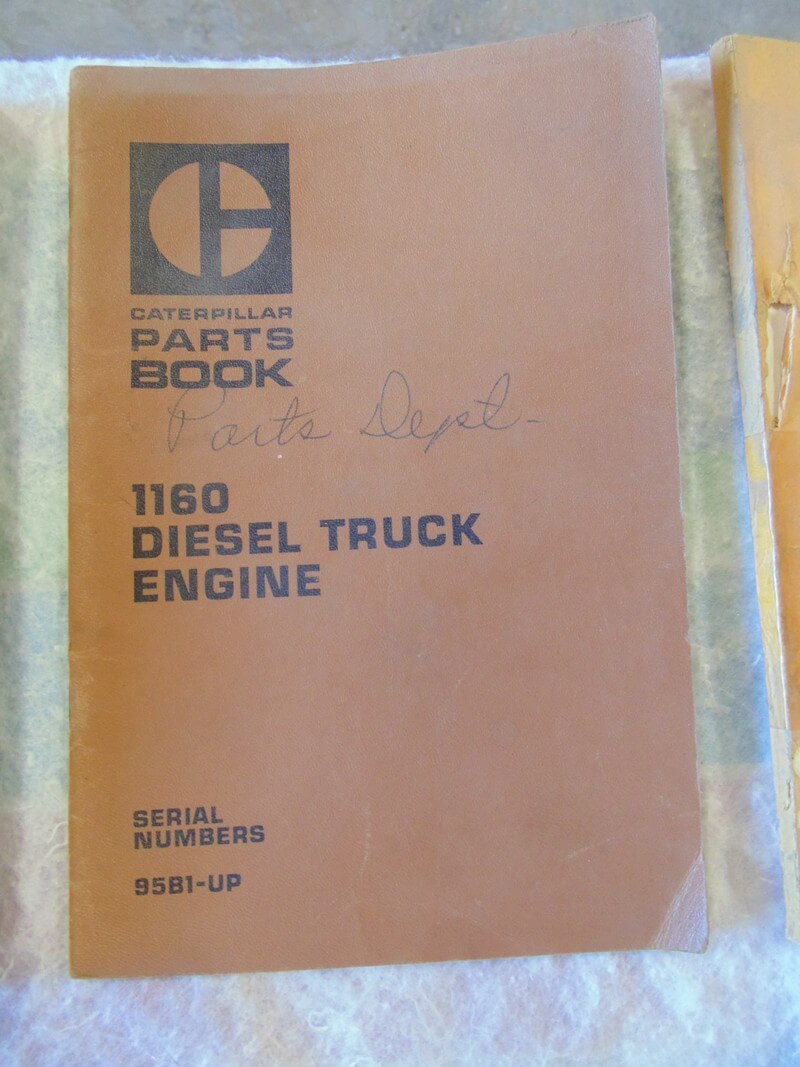 CATERPILLAR
PARTS
BOOK
Parts Dept-
1160
DIESEL TRUCK
ENGINE
SERIAL
NUMBERS
95B1-UP